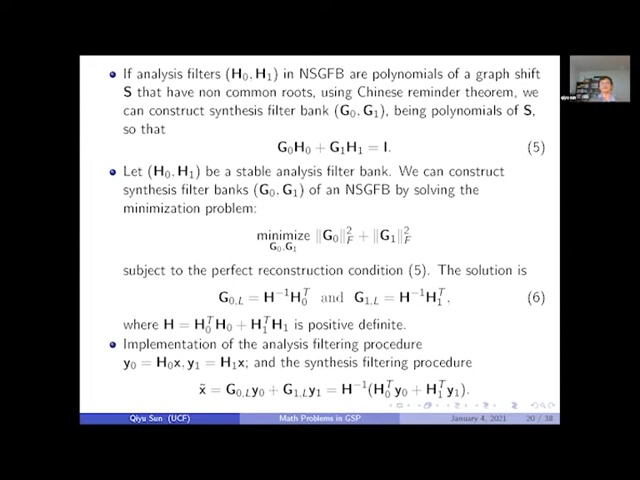 If analysis filters (H₀, H₁) in NSGFB are polynomials of a graph shift
S that have non common roots, using Chinese reminder theorem, we
can construct synthesis filter bank (G₀, G₁), being polynomials of S,
so that
G₀H₀ + G₁H₁ = I. (5)
Let (H₀, H₁) be a stable analysis filter bank. We can construct
synthesis filter banks (G₀, G₁) of an NSGFB by solving the
minimization problem:
minimize ‖G₀‖²_F + ‖G₁‖²_F
G₀,G₁
subject to the perfect reconstruction condition (5). The solution is
G₀,L = H⁻¹H₀ᵀ and G₁,L = H⁻¹H₁ᵀ, (6)
where H = H₀ᵀH₀ + H₁ᵀH₁ is positive definite.
Implementation of the analysis filtering procedure
y₀ = H₀x, y₁ = H₁x; and the synthesis filtering procedure
x̃ = G₀,Ly₀ + G₁,Ly₁ = H⁻¹(H₀ᵀy₀ + H₁ᵀy₁).
Qiyu Sun (UCF) Math Problems in GSP January 4, 2021 20 / 38
qiyu sun